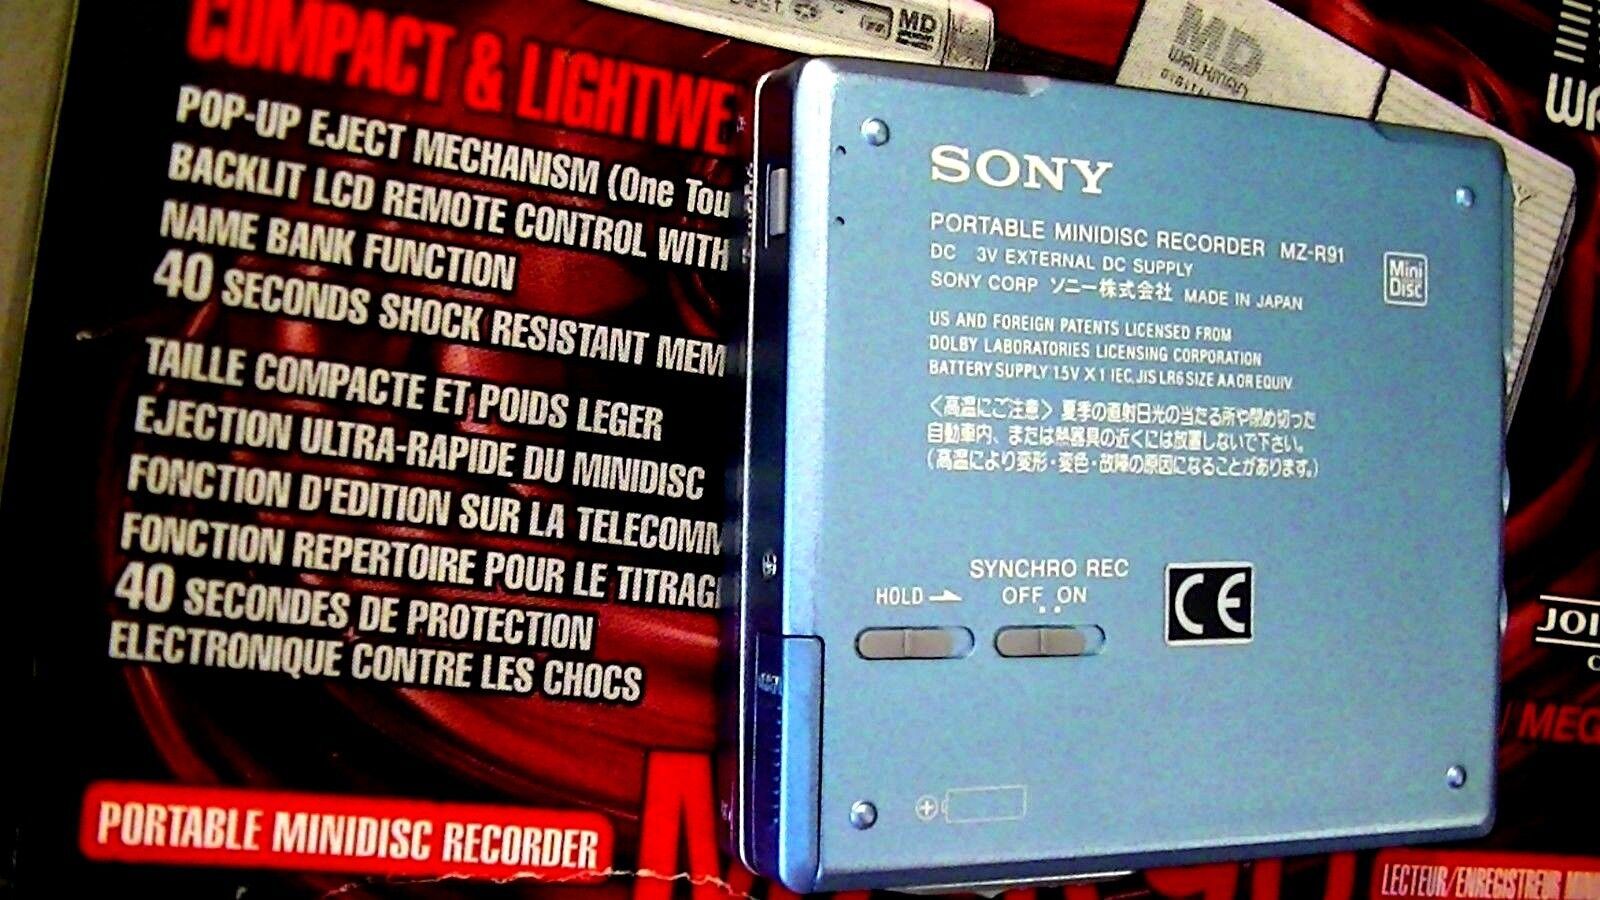 MD
MD
WALKMAN
COMPACT & LIGHTWE
POP-UP EJECT MECHANISM (One Tou
BACKLIT LCD REMOTE CONTROL WITH
NAME BANK FUNCTION
40 SECONDS SHOCK RESISTANT MEM
TAILLE COMPACTE ET POIDS LEGER
EJECTION ULTRA-RAPIDE DU MINIDISC
FONCTION D'EDITION SUR LA TELECOMM
FONCTION REPERTOIRE POUR LE TITRAG
40 SECONDES DE PROTECTION
ELECTRONIQUE CONTRE LES CHOCS
PORTABLE MINIDISC RECORDER
SONY
PORTABLE MINIDISC RECORDER MZ-R91
DC 3V EXTERNAL DC SUPPLY
SONY CORP ソニー株式会社 MADE IN JAPAN
Mini
Disc
US AND FOREIGN PATENTS LICENSED FROM
DOLBY LABORATORIES LICENSING CORPORATION
BATTERY SUPPLY 1.5V X 1 IEC, JIS LR6 SIZE AA OR EQUIV.
〈高温にご注意〉夏季の直射日光の当たる所や閉め切った
自動車内、または熱器具の近くには放置しないで下さい。
(高温により変形・変色・故障の原因になることがあります。)
SYNCHRO REC
HOLD OFF ON
CE
JOI
MEG
LECTEUR/ENREGISTREUR MINI